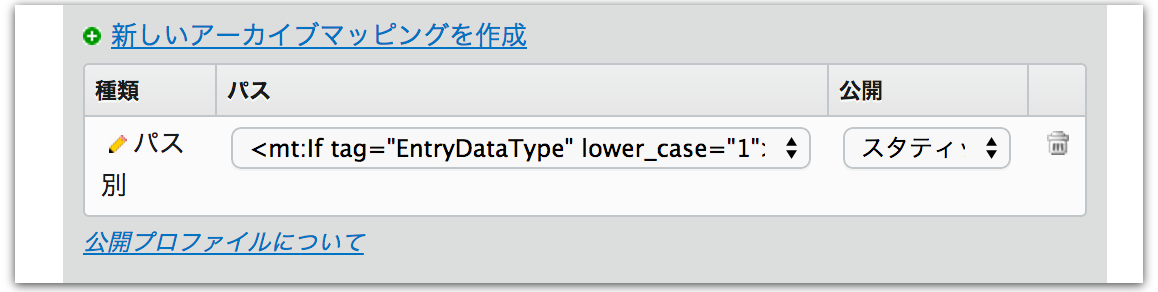 新しいアーカイブマッピングを作成
種類 パス 公開
パス別 <mt:If tag="EntryDataType" lower_case="1"> スタティッ
公開プロファイルについて